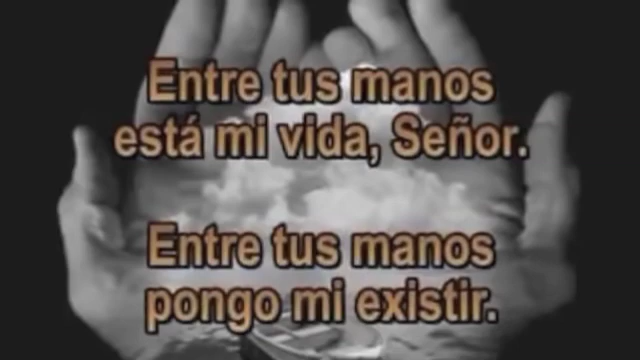 Entre tus manos
está mi vida, Señor.
Entre tus manos
pongo mi existir.